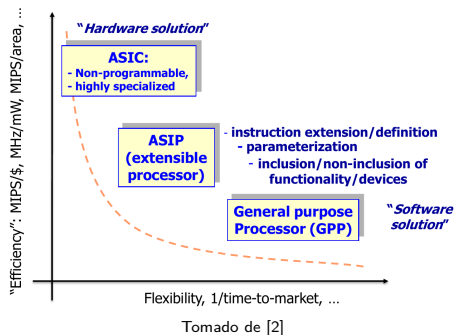 "Hardware solution"
ASIC:
- Non-programmable,
- highly specialized
ASIP
(extensible
processor)
- instruction extension/definition
- parameterization
- inclusion/non-inclusion of
functionality/devices
General purpose
Processor (GPP)
"Software
solution"
"Efficiency": MIPS/$, MHz/mW, MIPS/area, ...
Flexibility, 1/time-to-market, ...
Tomado de [2]